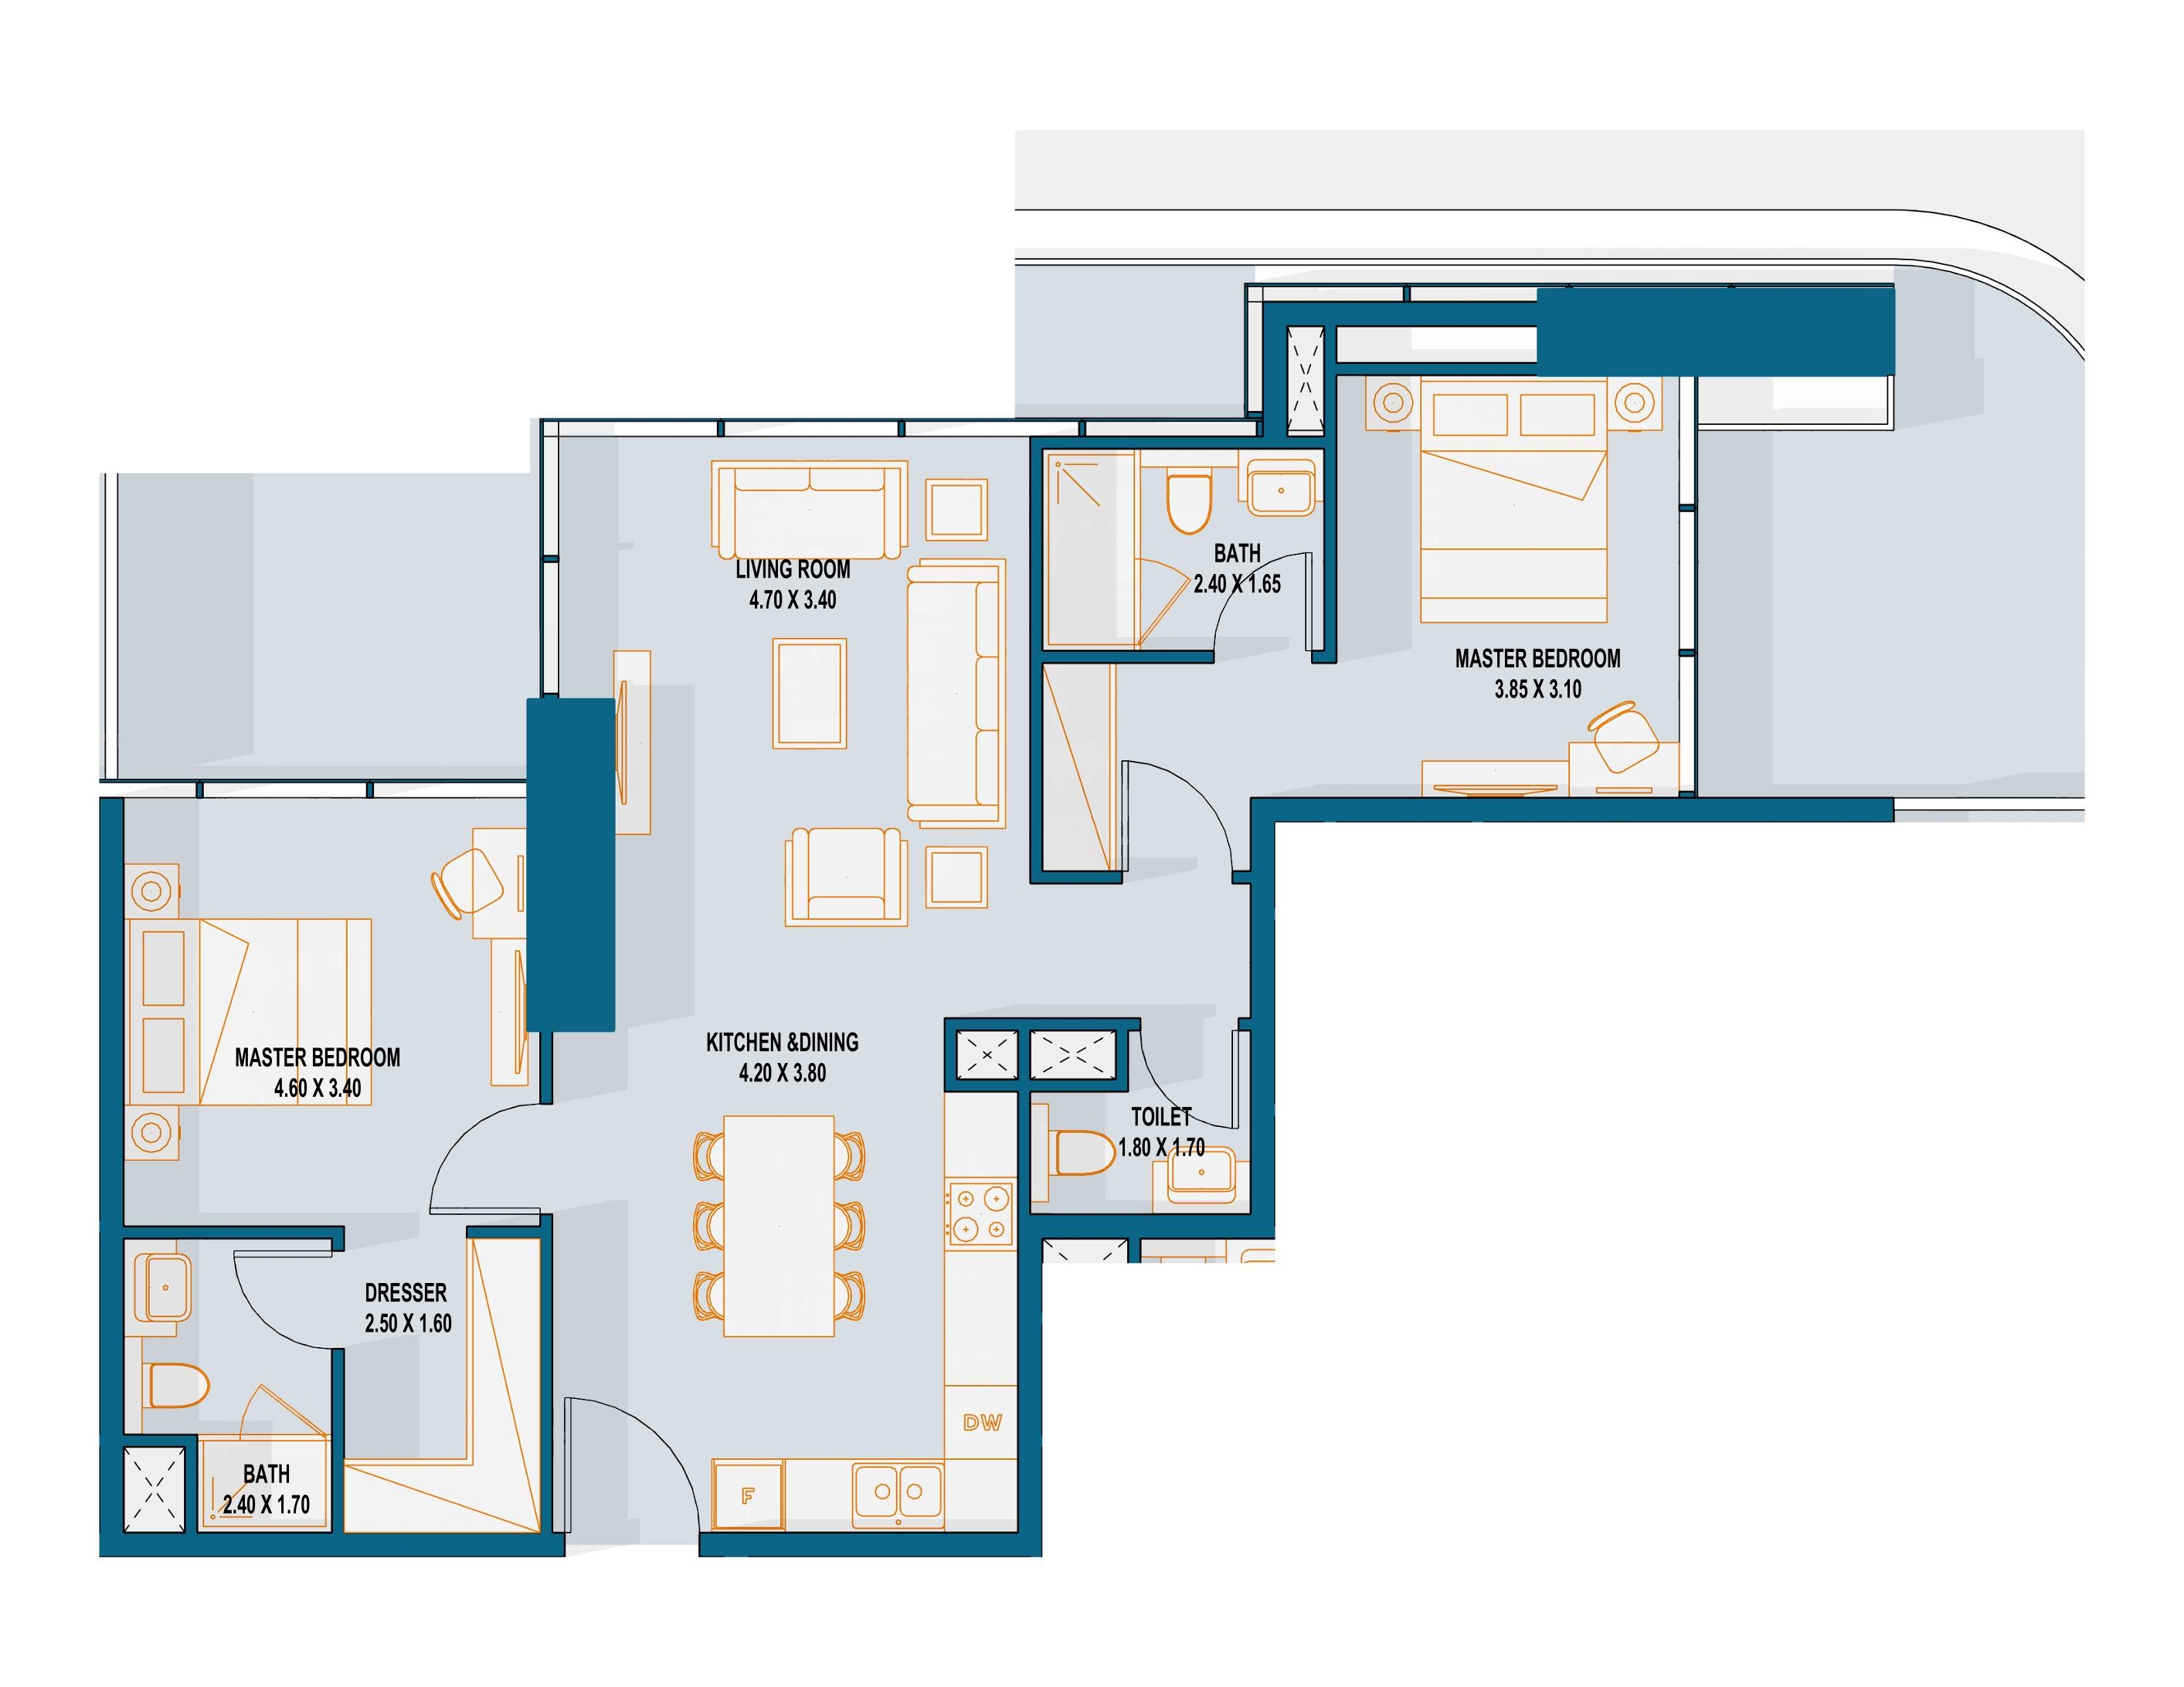 LIVING ROOM
4.70 X 3.40
BATH
2.40 X 1.65
MASTER BEDROOM
3.85 X 3.10
MASTER BEDROOM
4.60 X 3.40
KITCHEN &DINING
4.20 X 3.80
TOILET
1.80 X 1.70
DRESSER
2.50 X 1.60
DW
BATH
2.40 X 1.70
F